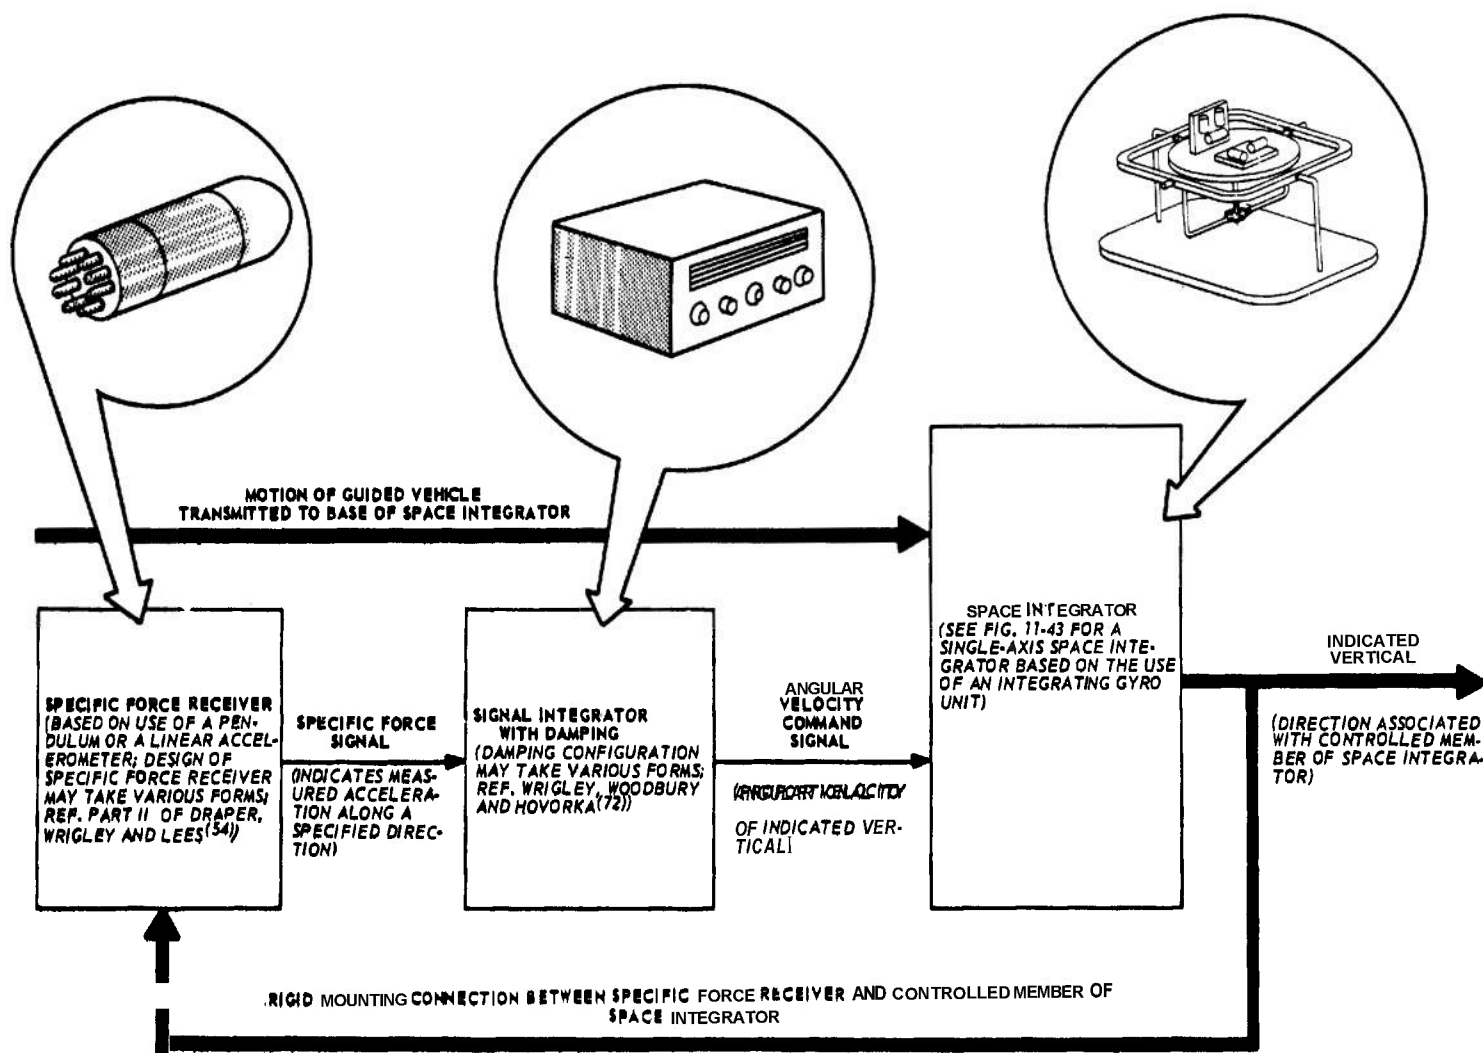 MOTION OF GUIDED VEHICLE
TRANSMITTED TO BASE OF SPACE INTEGRATOR
SPECIFIC FORCE RECEIVER
(BASED ON USE OF A PEN-
DULUM OR A LINEAR ACCEL-
EROMETER; DESIGN OF
SPECIFIC FORCE RECEIVER
MAY TAKE VARIOUS FORMS;
REF. PART II OF DRAPER,
WRIGLEY AND LEES(54))
SPECIFIC FORCE
SIGNAL
(INDICATES MEAS-
URED ACCELERA-
TION ALONG A
SPECIFIED DIREC-
TION)
SIGNAL INTEGRATOR
WITH DAMPING
(DAMPING CONFIGURATION
MAY TAKE VARIOUS FORMS;
REF. WRIGLEY, WOODBURY
AND HOVORKA(72))
ANGULAR
VELOCITY
COMMAND
SIGNAL
OF INDICATED VER-
TICAL)
SPACE INTEGRATOR
(SEE FIG. 11-43 FOR A
SINGLE-AXIS SPACE INTE-
GRATOR BASED ON THE USE
OF AN INTEGRATING GYRO
UNIT)
INDICATED
VERTICAL
(DIRECTION ASSOCIATED
WITH CONTROLLED MEM-
BER OF SPACE INTEGRA-
TOR)
RIGID MOUNTING CONNECTION BETWEEN SPECIFIC FORCE RECEIVER AND CONTROLLED MEMBER OF
SPACE INTEGRATOR